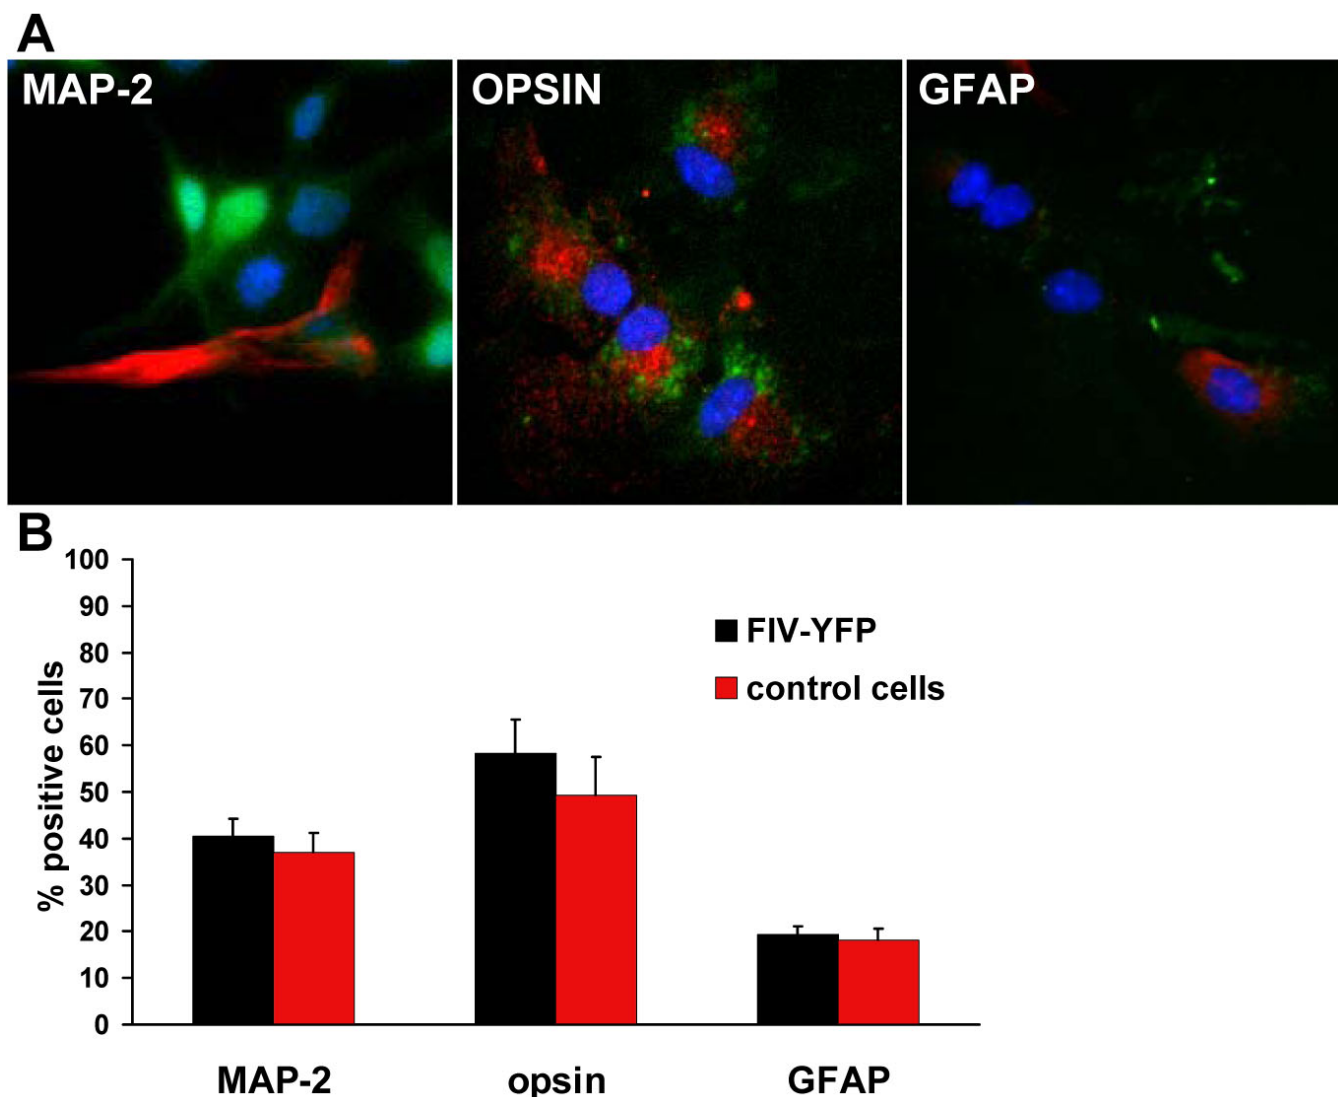 A
MAP-2 OPSIN GFAP
B
100
90
80
70
60
50
40
30
20
10
0
% positive cells
FIV-YFP
control cells
MAP-2 opsin GFAP